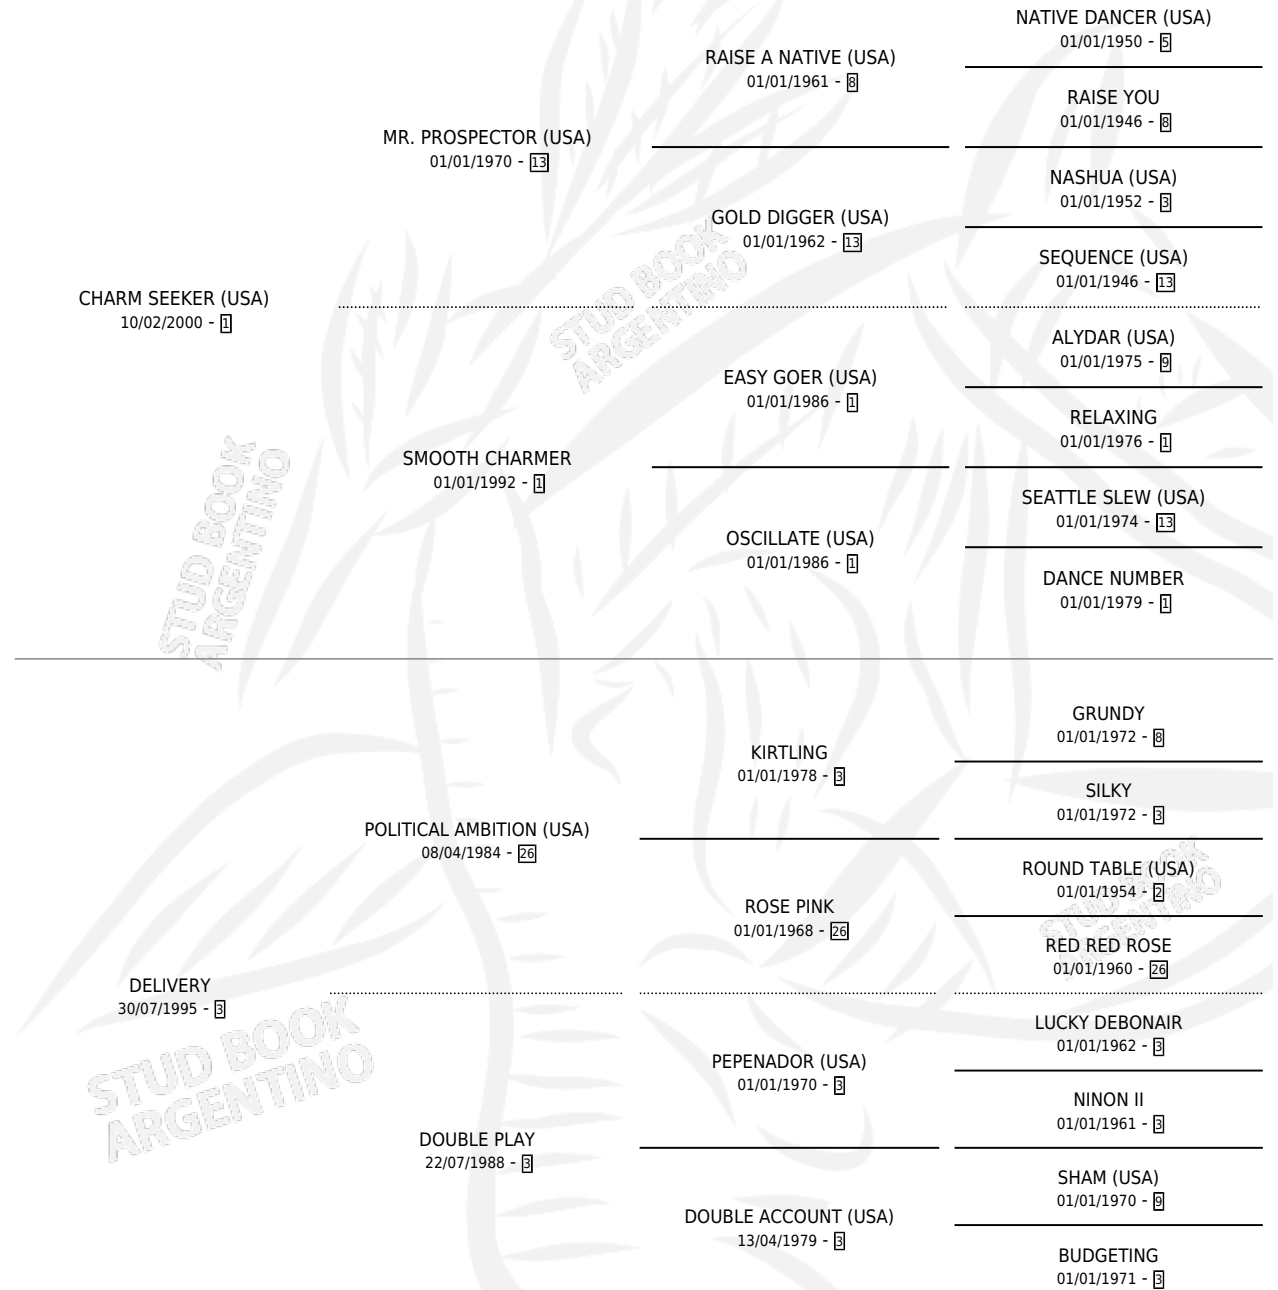 NATIVE DANCER (USA)
01/01/1950 - 5
RAISE A NATIVE (USA)
01/01/1961 - 8
RAISE YOU
01/01/1946 - 8
MR. PROSPECTOR (USA)
01/01/1970 - 13
NASHUA (USA)
01/01/1952 - 3
GOLD DIGGER (USA)
01/01/1962 - 13
SEQUENCE (USA)
01/01/1946 - 13
CHARM SEEKER (USA)
10/02/2000 - 1
STUD BOOK
ARGENTINO
ALYDAR (USA)
01/01/1975 - 9
EASY GOER (USA)
01/01/1986 - 1
RELAXING
01/01/1976 - 1
SMOOTH CHARMER
01/01/1992 - 1
SEATTLE SLEW (USA)
01/01/1974 - 13
OSCILLATE (USA)
01/01/1986 - 1
DANCE NUMBER
01/01/1979 - 1
STUD BOOK
ARGENTINO
GRUNDY
01/01/1972 - 8
KIRTLING
01/01/1978 - 3
SILKY
01/01/1972 - 3
POLITICAL AMBITION (USA)
08/04/1984 - 26
ROUND TABLE (USA)
01/01/1954 - 2
ROSE PINK
01/01/1968 - 26
RED RED ROSE
01/01/1960 - 26
STUD BOOK
ARGENTINO
DELIVERY
30/07/1995 - 3
LUCKY DEBONAIR
01/01/1962 - 3
PEPENADOR (USA)
01/01/1970 - 3
NINON II
01/01/1961 - 3
STUD BOOK
ARGENTINO
DOUBLE PLAY
22/07/1988 - 3
SHAM (USA)
01/01/1970 - 9
DOUBLE ACCOUNT (USA)
13/04/1979 - 3
BUDGETING
01/01/1971 - 3